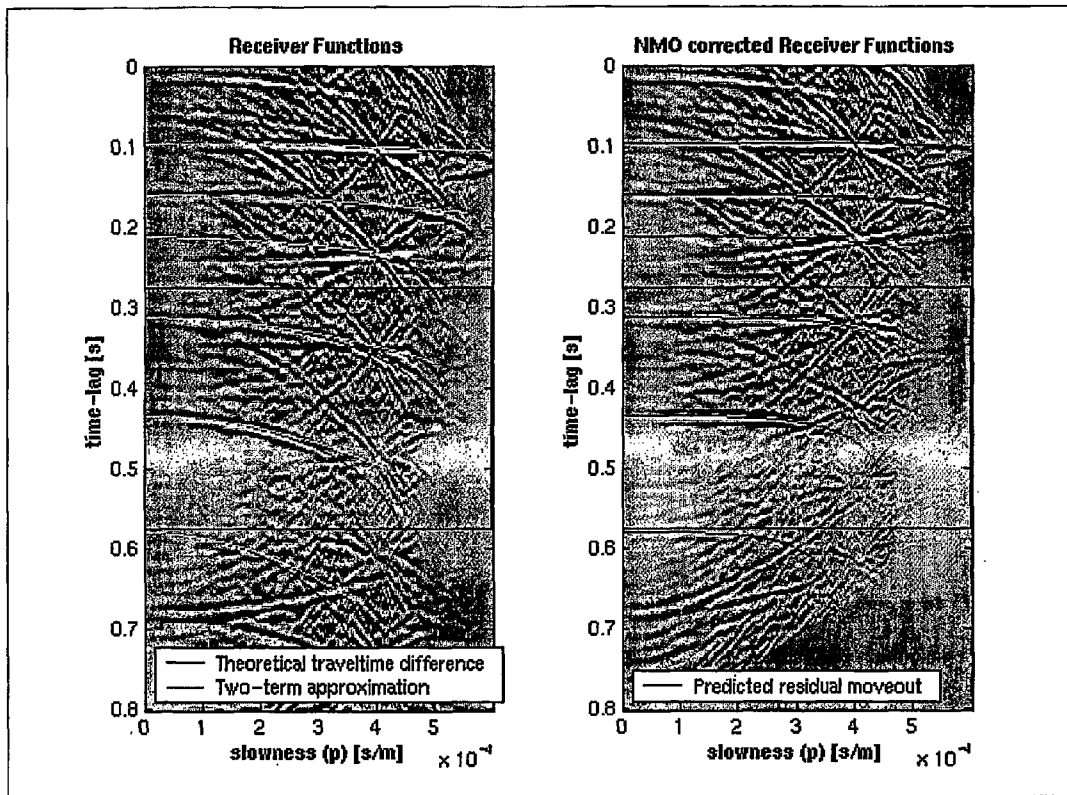 Receiver Functions
0
0.1
0.2
0.3
0.4
0.5
0.6
0.7
0.8
time-lag [s]
Theoretical traveltime difference
Two-term approximation
0 1 2 3 4 5
slowness (p) [s/m]
× 10⁻⁴
NMO corrected Receiver Functions
0
0.1
0.2
0.3
0.4
0.5
0.6
0.7
0.8
time-lag [s]
Predicted residual moveout
0 1 2 3 4 5
slowness (p) [s/m]
× 10⁻⁴